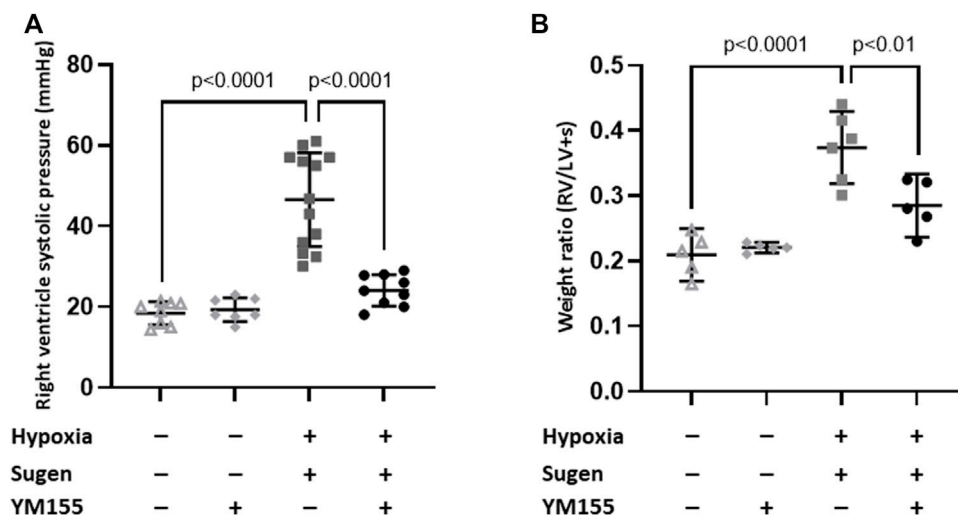 A
p<0.0001 p<0.0001
Right ventricle systolic pressure (mmHg)
80
60
40
20
0
Hypoxia − − + +
Sugen − − + +
YM155 − + − +
B
p<0.0001 p<0.01
Weight ratio (RV/LV+s)
0.5
0.4
0.3
0.2
0.1
0.0
Hypoxia − − + +
Sugen − − + +
YM155 − + − +